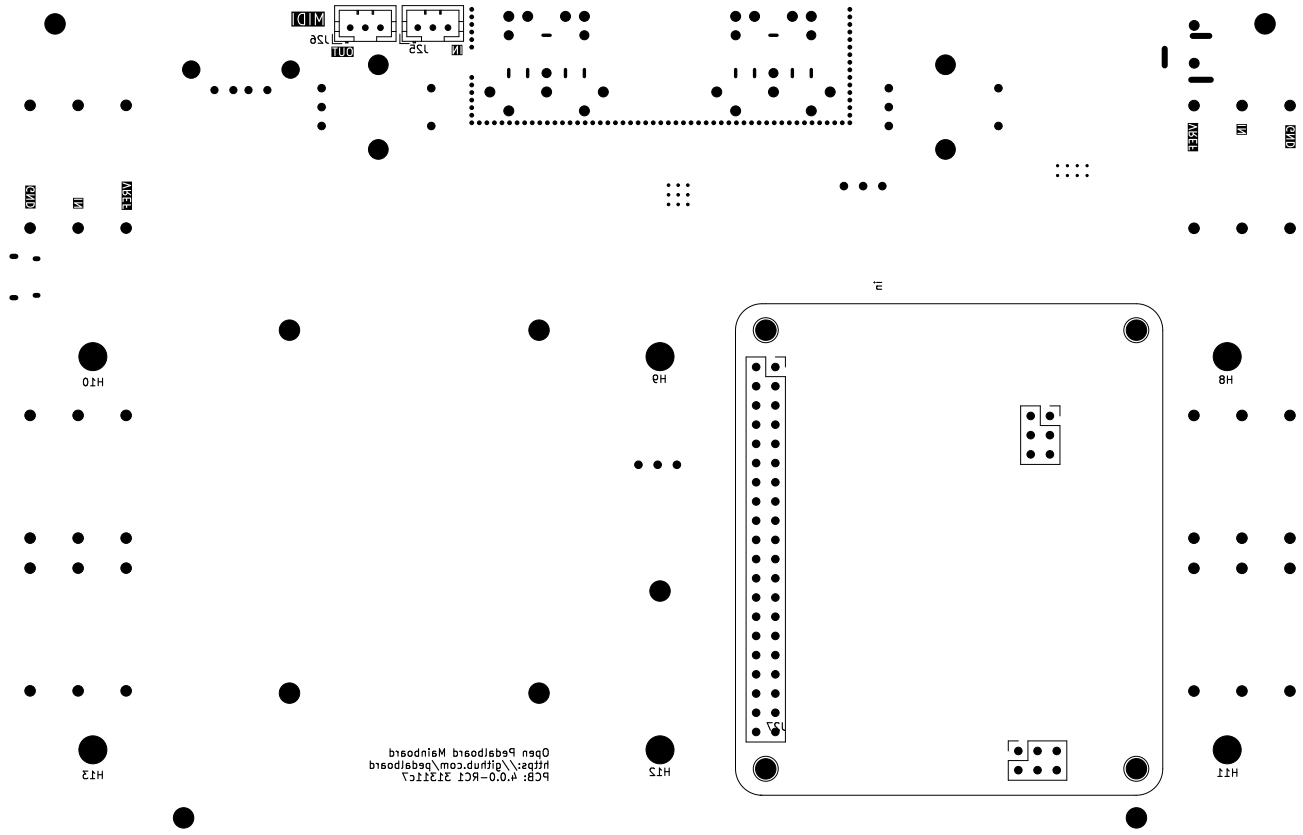 MIDI
J26
OUT
J25
IN
VREF
IN
GND
GND
IN
VREF
H10
H9
H8
J27
Open Pedalboard Mainboard
https://github.com/pedalboard
PCB: 4.0.0-RC1 31311c7
H13
H12
H11